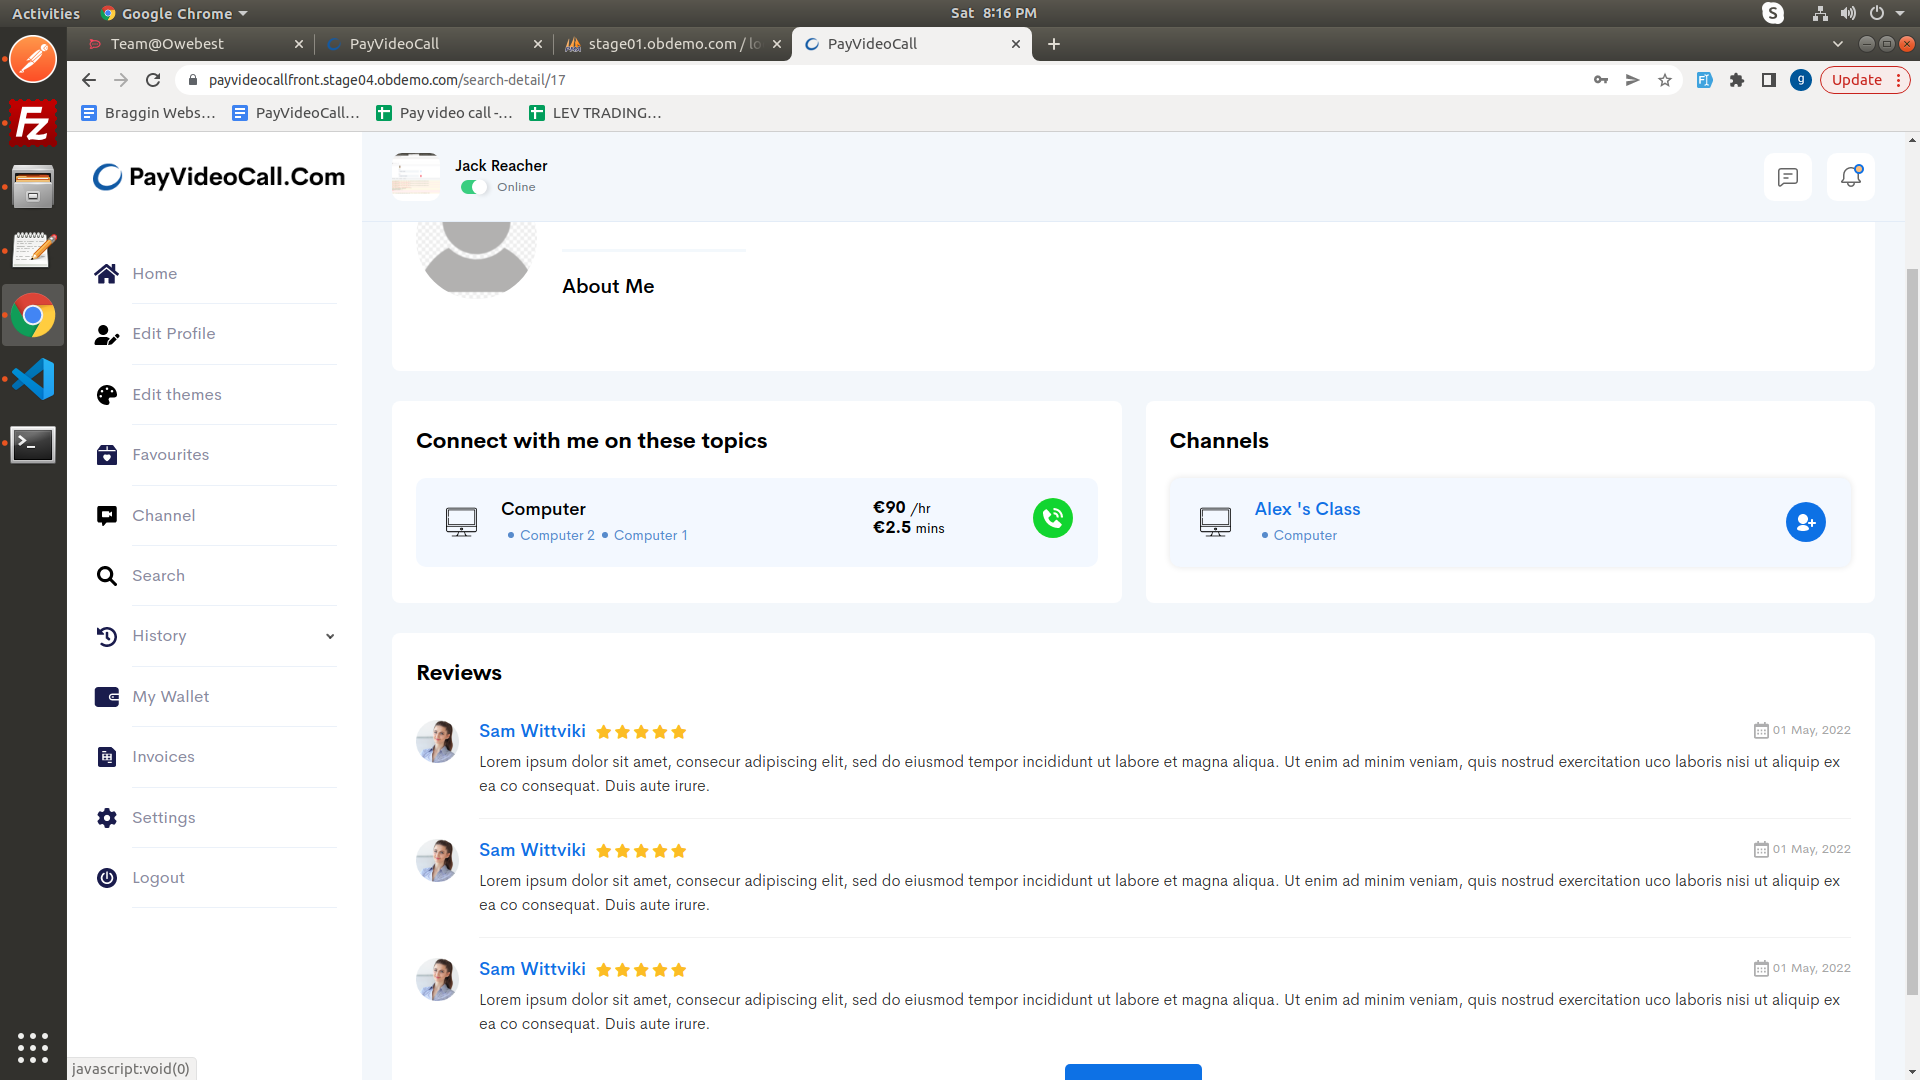 Activities
Google Chrome
Sat 8:16 PM
Team@Owebest
PayVideoCall
stage01.obdemo.com / lo
PayVideoCall
payvideocallfront.stage04.obdemo.com/search-detail/17
g
Update
Braggin Webs...
PayVideoCall...
Pay video call -...
LEV TRADING...
PayVideoCall.Com
Jack Reacher
Online
Home
Edit Profile
Edit themes
Favourites
Channel
Search
History
My Wallet
Invoices
Settings
Logout
About Me
Connect with me on these topics
Computer
Computer 2
Computer 1
€90 /hr
€2.5 mins
Channels
Alex 's Class
Computer
Reviews
Sam Wittviki
01 May, 2022
Lorem ipsum dolor sit amet, consecur adipiscing elit, sed do eiusmod tempor incididunt ut labore et magna aliqua. Ut enim ad minim veniam, quis nostrud exercitation uco laboris nisi ut aliquip ex
ea co consequat. Duis aute irure.
Sam Wittviki
01 May, 2022
Lorem ipsum dolor sit amet, consecur adipiscing elit, sed do eiusmod tempor incididunt ut labore et magna aliqua. Ut enim ad minim veniam, quis nostrud exercitation uco laboris nisi ut aliquip ex
ea co consequat. Duis aute irure.
Sam Wittviki
01 May, 2022
Lorem ipsum dolor sit amet, consecur adipiscing elit, sed do eiusmod tempor incididunt ut labore et magna aliqua. Ut enim ad minim veniam, quis nostrud exercitation uco laboris nisi ut aliquip ex
ea co consequat. Duis aute irure.
javascript:void(0)